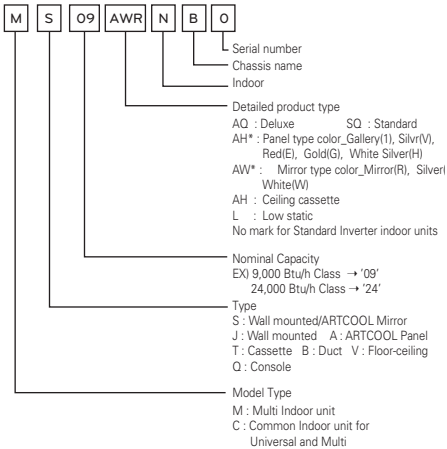 M S 09 AWR N B 0
Serial number
Chassis name
Indoor
Detailed product type
AQ : Deluxe SQ : Standard
AH* : Panel type color_Gallery(1), Silvr(V),
Red(E), Gold(G), White Silver(H)
AW* : Mirror type color_Mirror(R), Silver(
White(W)
AH : Ceiling cassette
L : Low static
No mark for Standard Inverter indoor units
Nominal Capacity
EX) 9,000 Btu/h Class → '09'
24,000 Btu/h Class → '24'
Type
S : Wall mounted/ARTCOOL Mirror
J : Wall mounted A : ARTCOOL Panel
T : Cassette B : Duct V : Floor-ceiling
Q : Console
Model Type
M : Multi Indoor unit
C : Common Indoor unit for
Universal and Multi